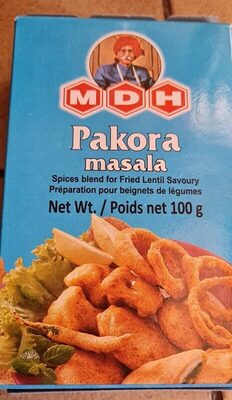 MDH
Pakora
masala
Spices blend for Fried Lentil Savoury
Préparation pour beignets de légumes
Net Wt. / Poids net 100 g